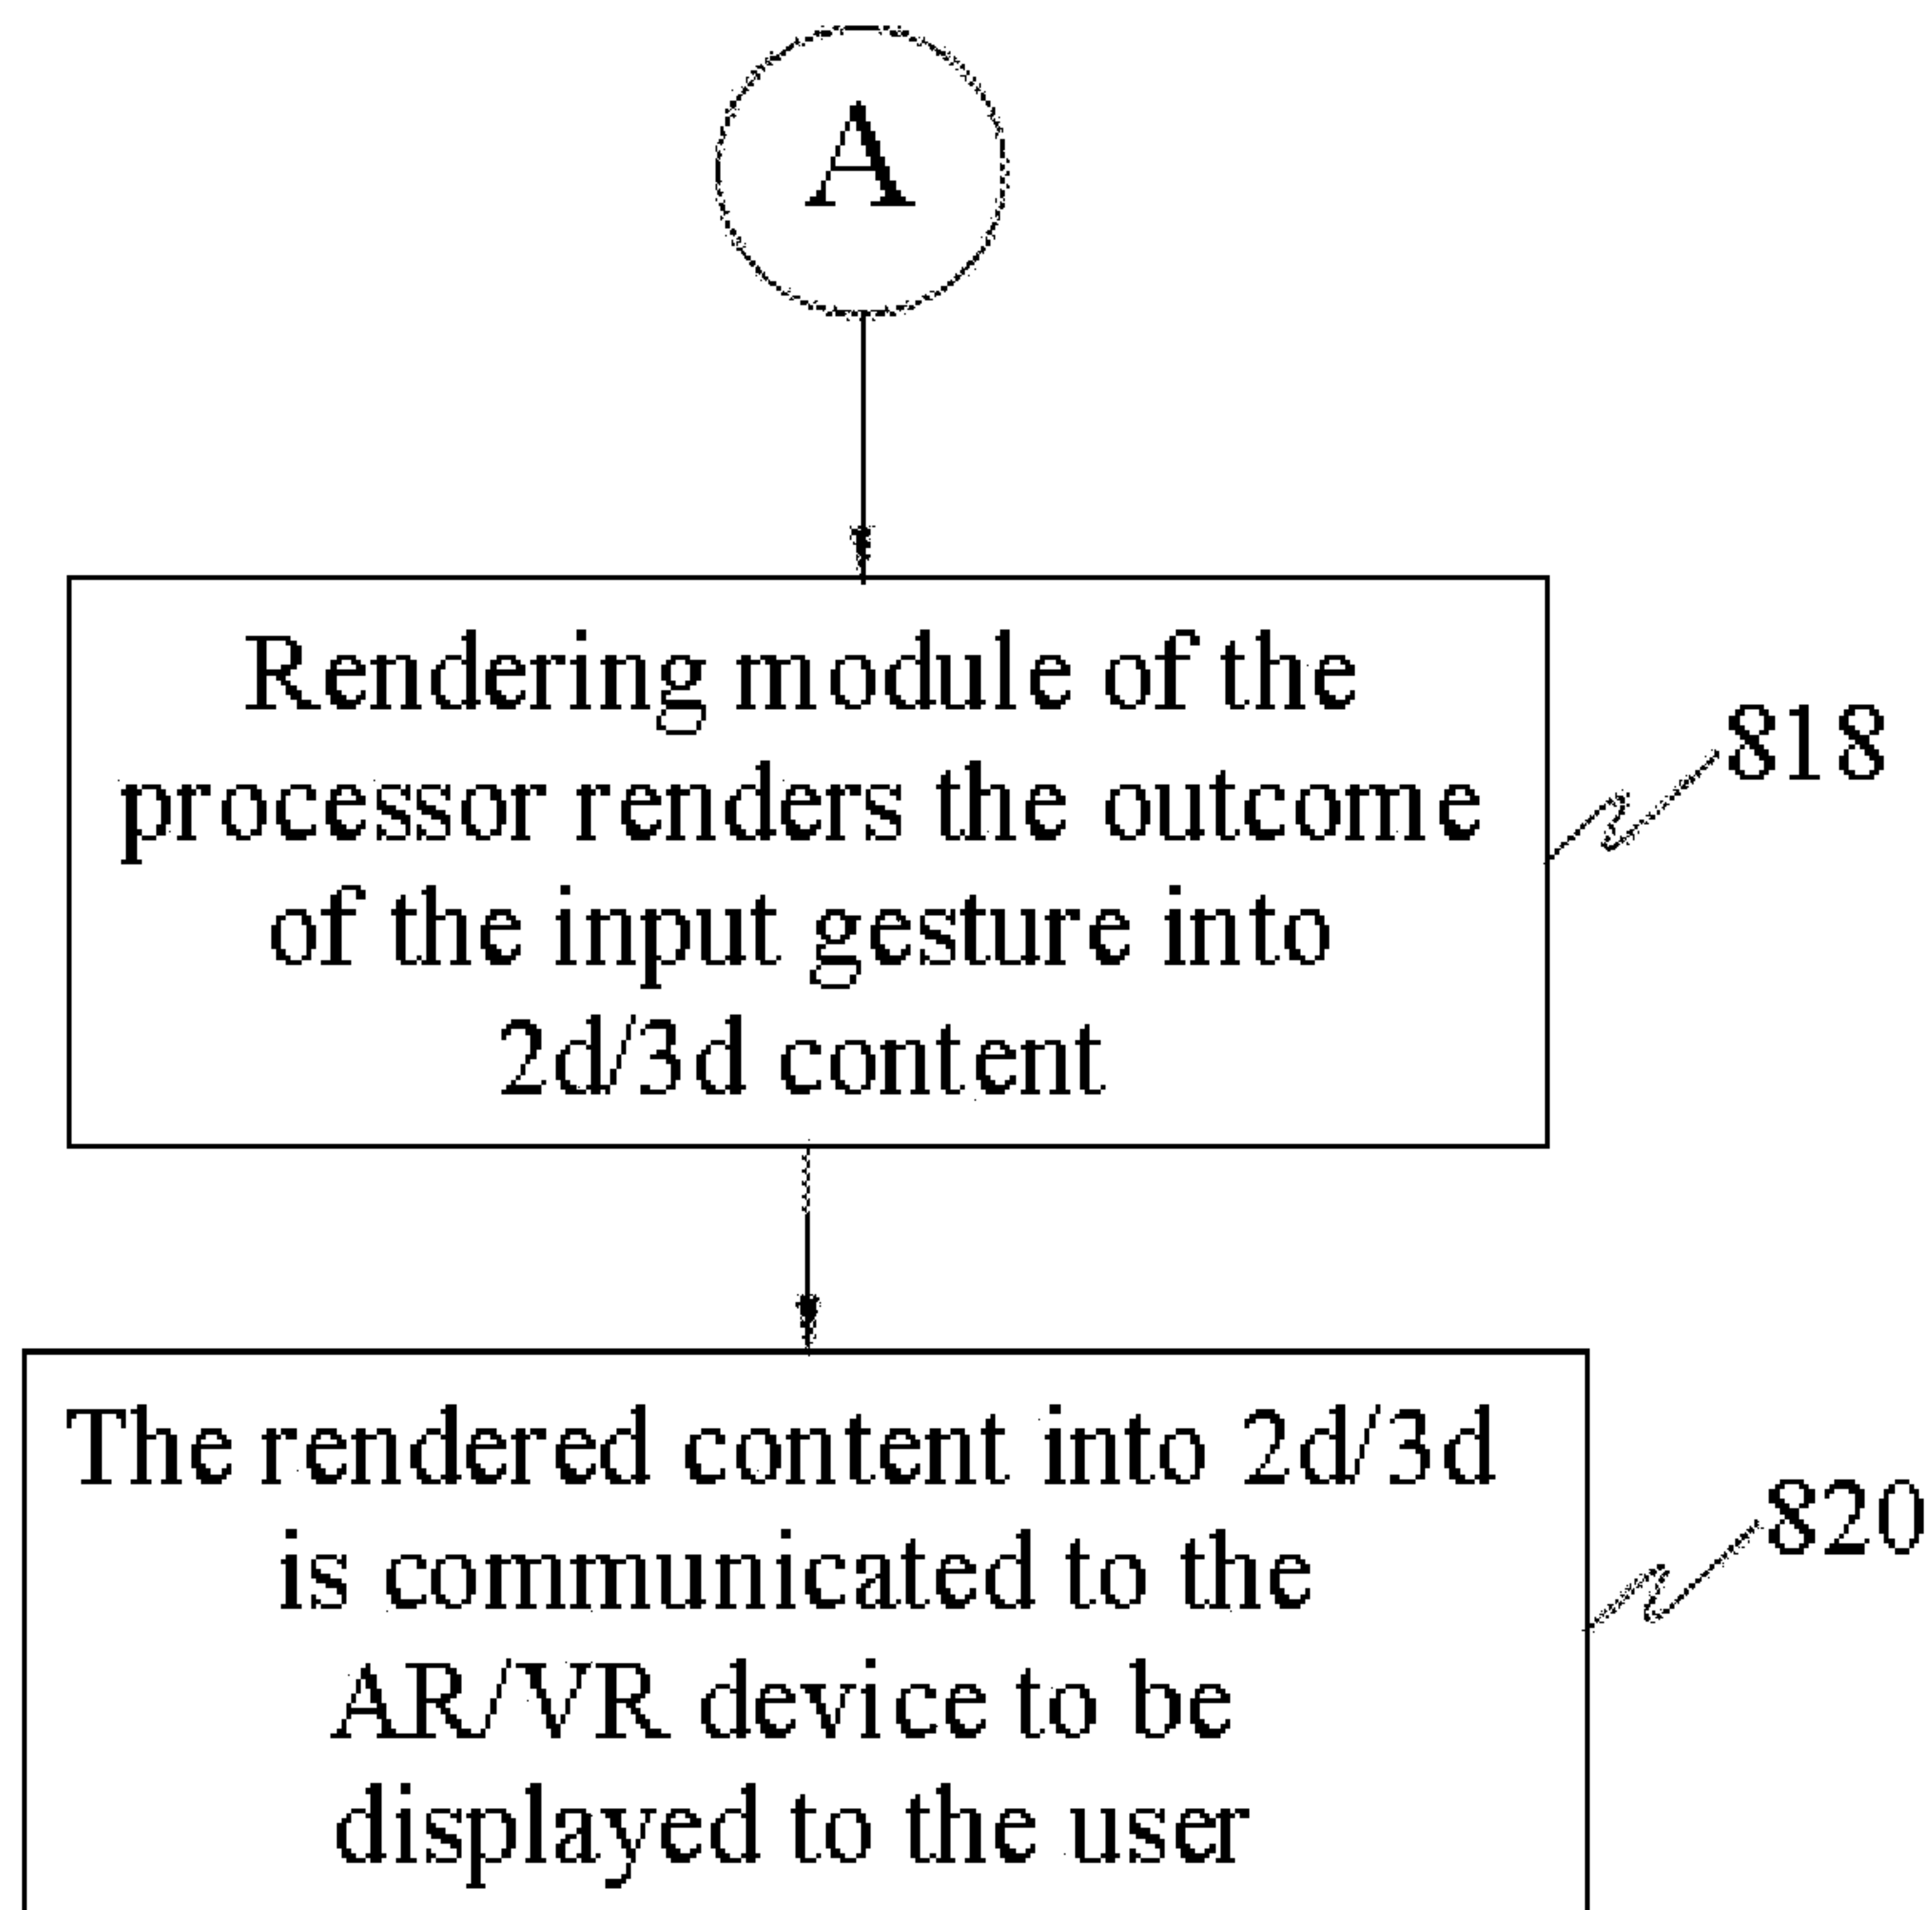 A
Rendering module of the
processor renders the outcome
of the input gesture into
2d/3d content
818
The rendered content into 2d/3d
is communicated to the
AR/VR device to be
displayed to the user
820